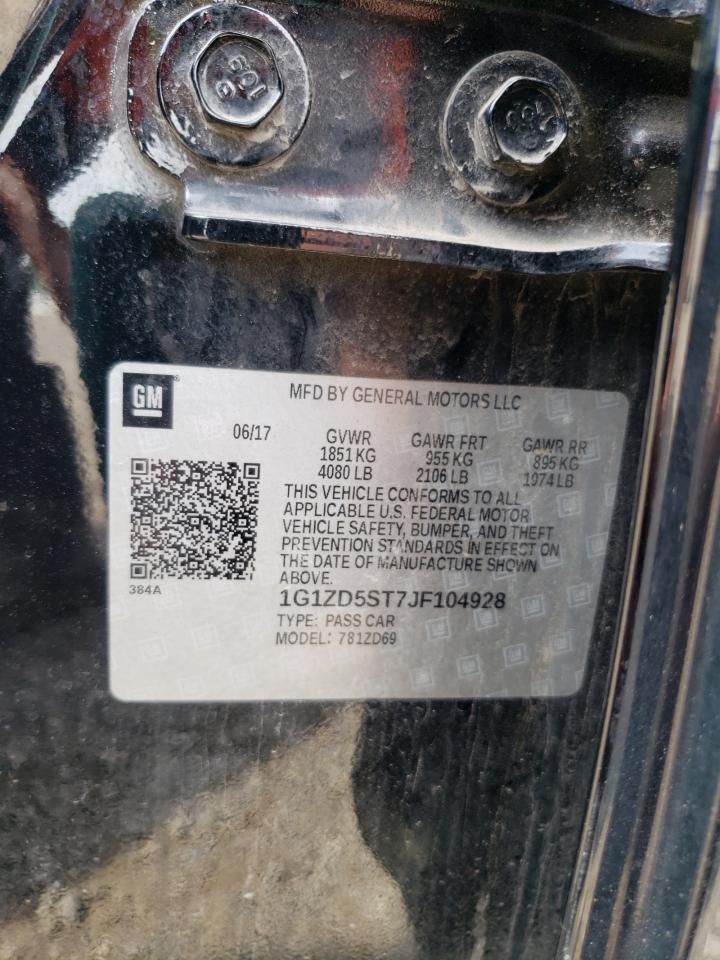 GM
MFD BY GENERAL MOTORS LLC
06/17
GVWR GAWR FRT GAWR RR
1851 KG 955 KG 895 KG
4080 LB 2106 LB 1974 LB
THIS VEHICLE CONFORMS TO ALL
APPLICABLE U.S. FEDERAL MOTOR
VEHICLE SAFETY, BUMPER, AND THEFT
PREVENTION STANDARDS IN EFFECT ON
THE DATE OF MANUFACTURE SHOWN
ABOVE.
384A
1G1ZD5ST7JF104928
TYPE: PASS CAR
MODEL: 781ZD69